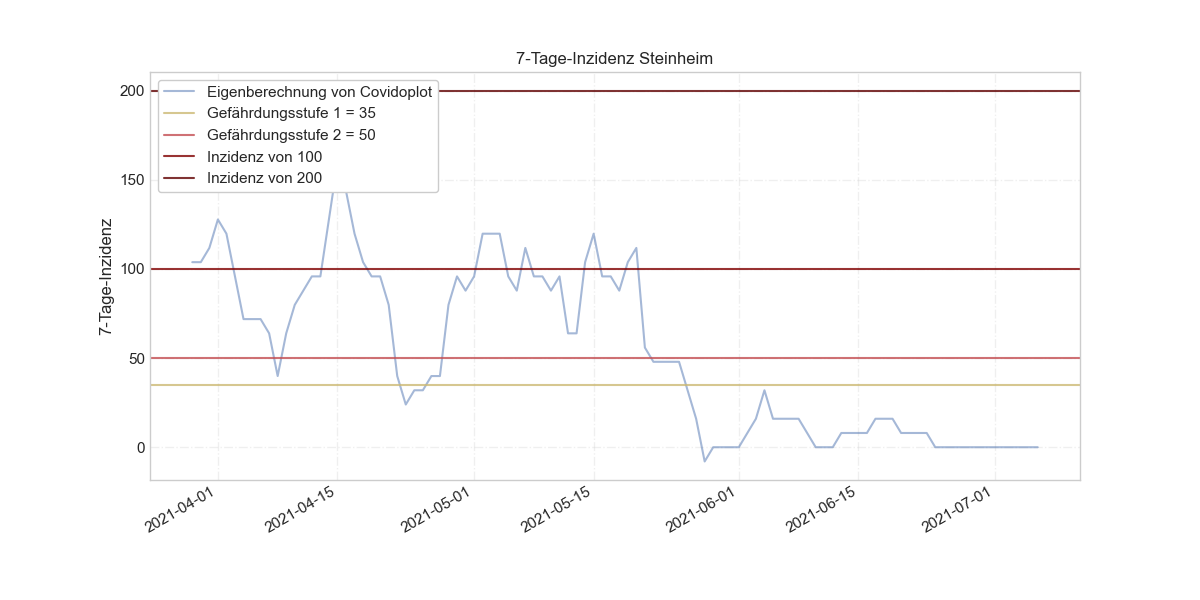 7-Tage-Inzidenz Steinheim
Eigenberechnung von Covidoplot
Gefährdungsstufe 1 = 35
Gefährdungsstufe 2 = 50
Inzidenz von 100
Inzidenz von 200
7-Tage-Inzidenz
200
150
100
50
0
2021-04-01
2021-04-15
2021-05-01
2021-05-15
2021-06-01
2021-06-15
2021-07-01